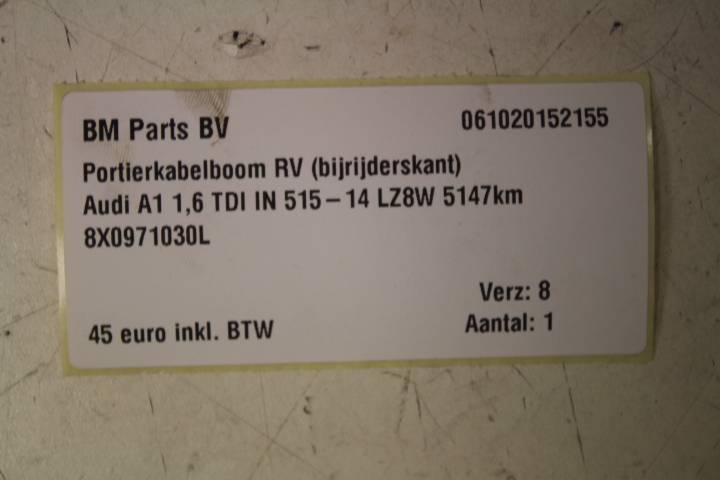 BM Parts BV 061020152155
Portierkabelboom RV (bijrijderskant)
Audi A1 1,6 TDI IN 515-14 LZ8W 5147km
8X0971030L
Verz: 8
45 euro inkl. BTW Aantal: 1